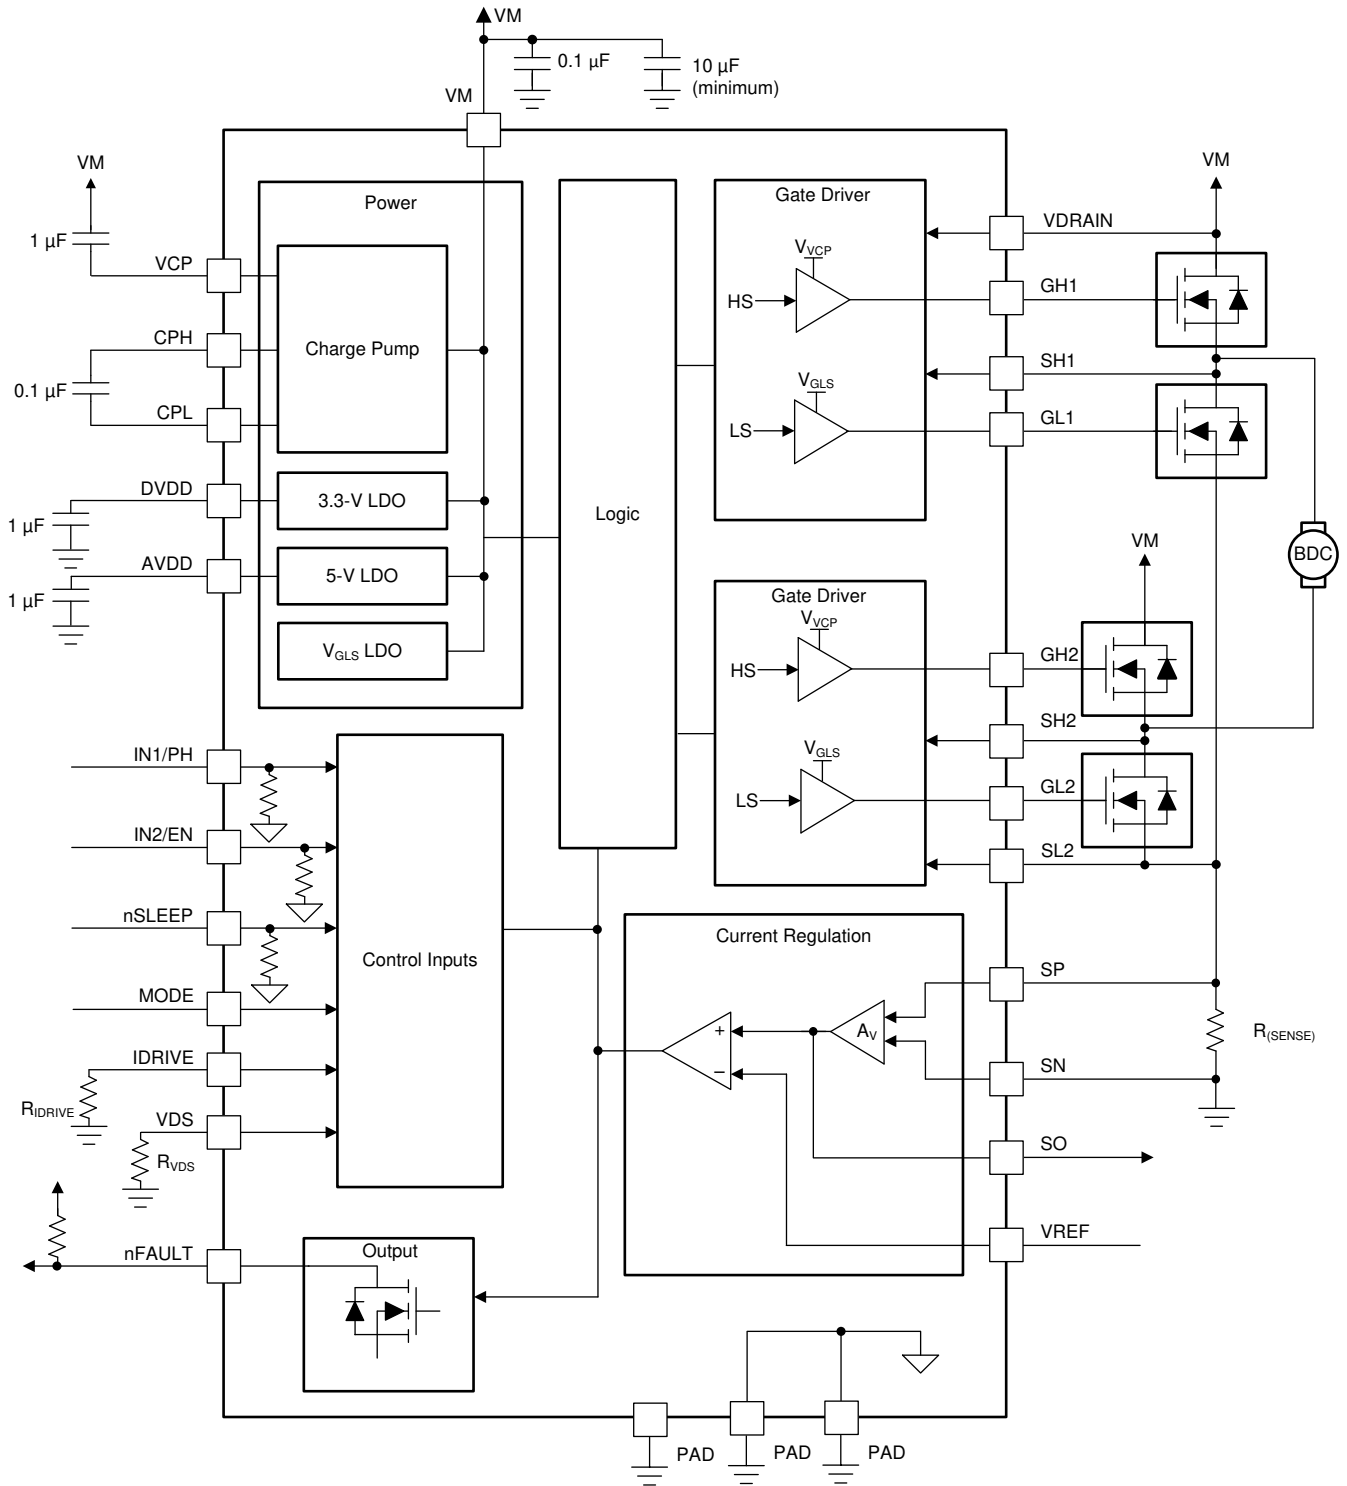 VM
0.1 µF
10 µF
(minimum)
VM
VM
1 µF
VCP
CPH
0.1 µF
CPL
DVDD
1 µF
AVDD
1 µF
Power
Charge Pump
3.3-V LDO
5-V LDO
VGLS LDO
Logic
Gate Driver
VVCP
HS
VGLS
LS
VDRAIN
GH1
SH1
GL1
VM
BDC
Gate Driver
VVCP
HS
VGLS
LS
VM
GH2
SH2
GL2
SL2
IN1/PH
IN2/EN
nSLEEP
MODE
IDRIVE
RIDRIVE
VDS
RVDS
nFAULT
Control Inputs
Output
Current Regulation
+
–
AV
SP
SN
R(SENSE)
SO
VREF
PAD
PAD
PAD